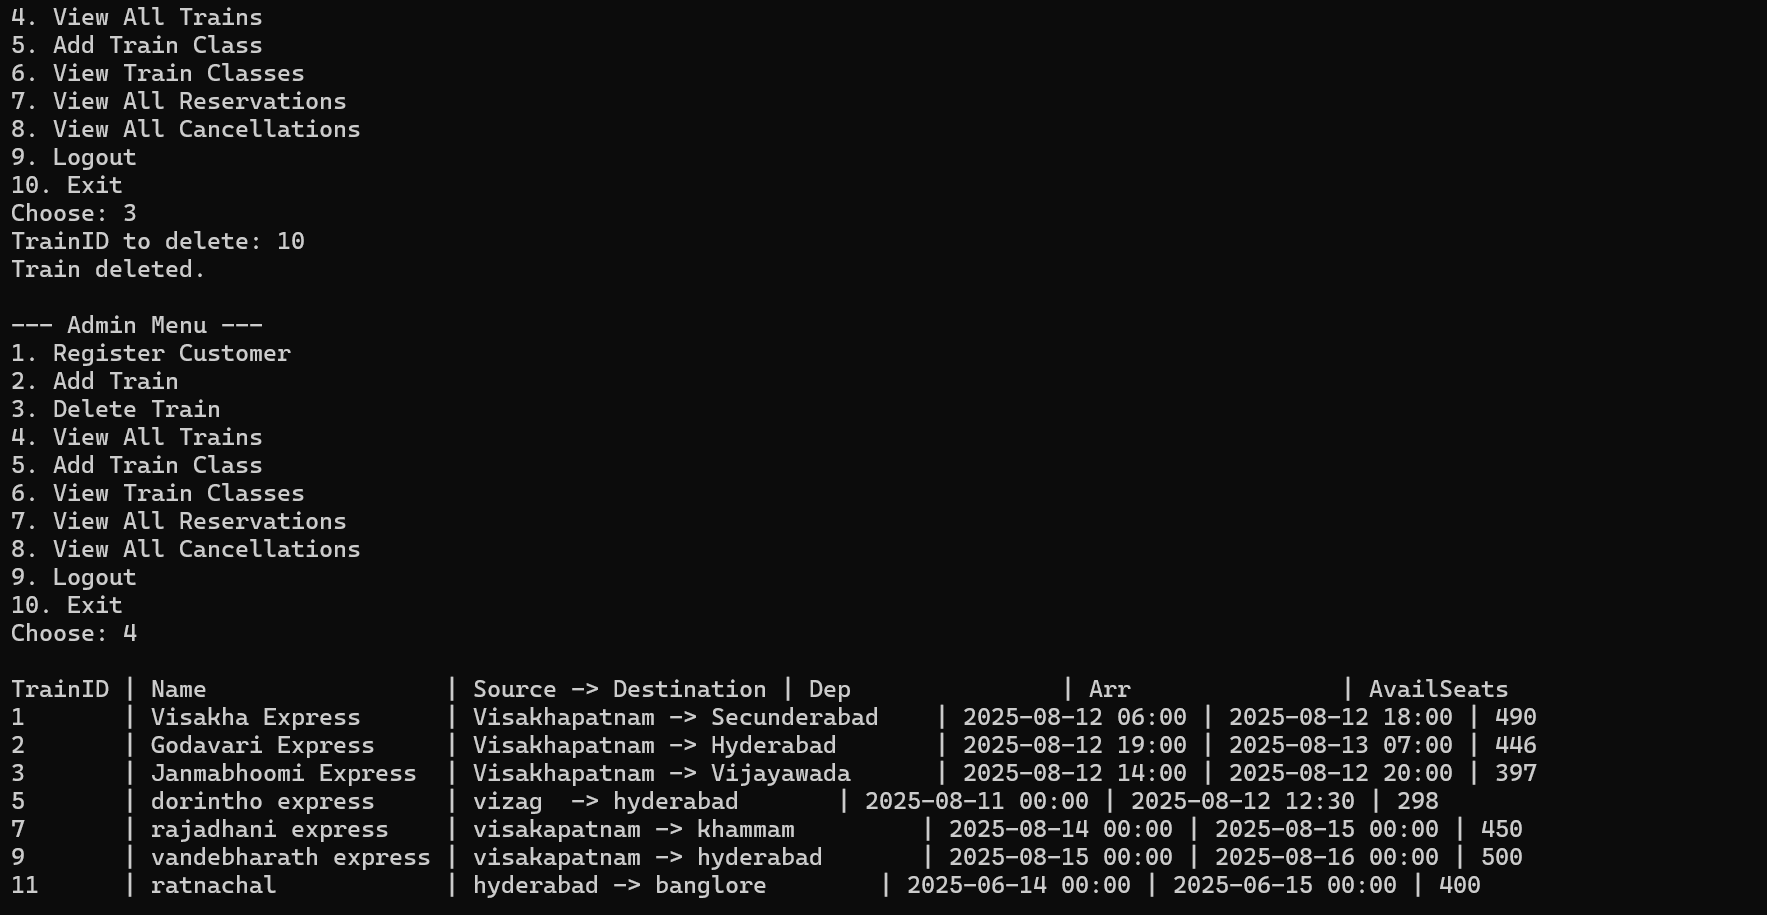 4. View All Trains
5. Add Train Class
6. View Train Classes
7. View All Reservations
8. View All Cancellations
9. Logout
10. Exit
Choose: 3
TrainID to delete: 10
Train deleted.

--- Admin Menu ---
1. Register Customer
2. Add Train
3. Delete Train
4. View All Trains
5. Add Train Class
6. View Train Classes
7. View All Reservations
8. View All Cancellations
9. Logout
10. Exit
Choose: 4

TrainID | Name                 | Source -> Destination | Dep               | Arr               | AvailSeats
1       | Visakha Express      | Visakhapatnam -> Secunderabad    | 2025-08-12 06:00 | 2025-08-12 18:00 | 490
2       | Godavari Express     | Visakhapatnam -> Hyderabad       | 2025-08-12 19:00 | 2025-08-13 07:00 | 446
3       | Janmabhoomi Express  | Visakhapatnam -> Vijayawada      | 2025-08-12 14:00 | 2025-08-12 20:00 | 397
5       | dorintho express     | vizag  -> hyderabad       | 2025-08-11 00:00 | 2025-08-12 12:30 | 298
7       | rajadhani express    | visakapatnam -> khammam         | 2025-08-14 00:00 | 2025-08-15 00:00 | 450
9       | vandebharath express | visakapatnam -> hyderabad       | 2025-08-15 00:00 | 2025-08-16 00:00 | 500
11      | ratnachal            | hyderabad -> banglore        | 2025-06-14 00:00 | 2025-06-15 00:00 | 400